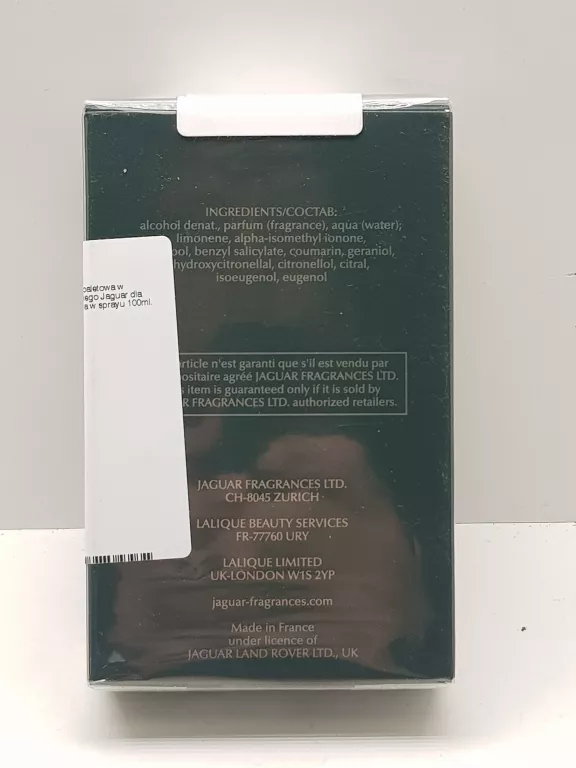 INGREDIENTS/COCTAB:
alcohol denat., parfum (fragrance), aqua (water);
limonene, alpha-isomethyl ionone,
ool, benzyl salicylate, coumarin, geraniol,
hydroxycitronellal, citronellol, citral,
isoeugenol, eugenol
w
ego Jaguar dla
a w sprayu 100ml.
article n'est garanti que s'il est vendu par
ositaire agréé JAGUAR FRAGRANCES LTD.
s item is guaranteed only if it is sold by
R FRAGRANCES LTD. authorized retailers.
JAGUAR FRAGRANCES LTD.
CH-8045 ZURICH
LALIQUE BEAUTY SERVICES
FR-77760 URY
LALIQUE LIMITED
UK-LONDON W1S 2YP
jaguar-fragrances.com
Made in France
under licence of
JAGUAR LAND ROVER LTD., UK